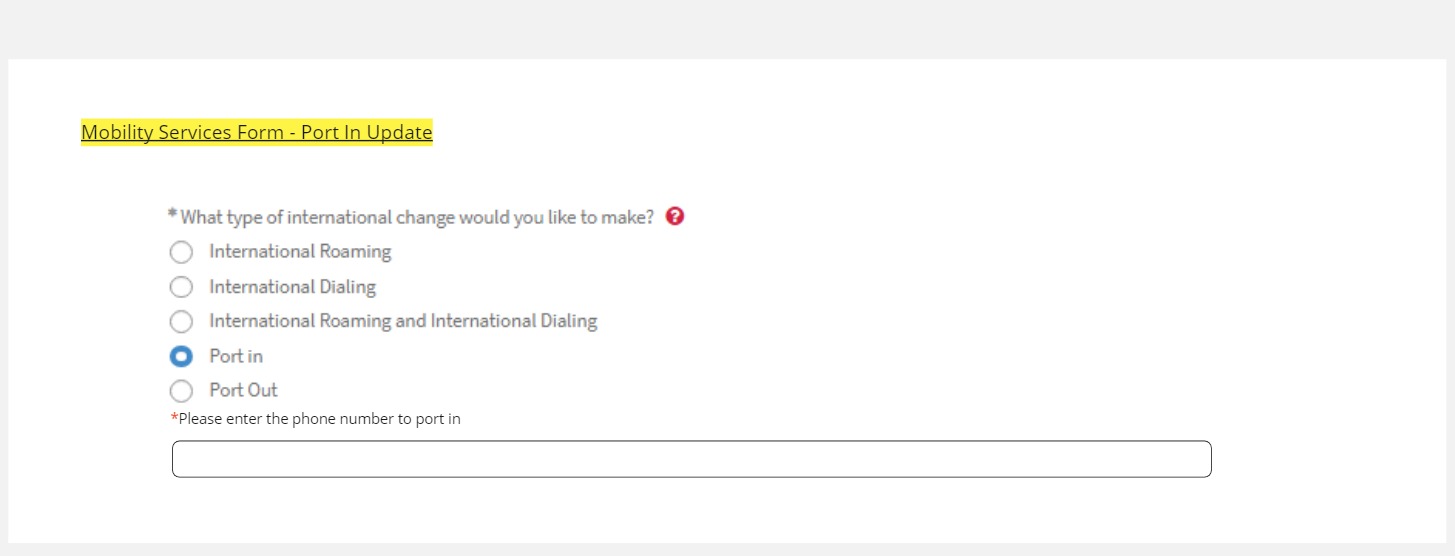 Mobility Services Form - Port In Update
* What type of international change would you like to make? ?
International Roaming
International Dialing
International Roaming and International Dialing
Port in
Port Out
*Please enter the phone number to port in